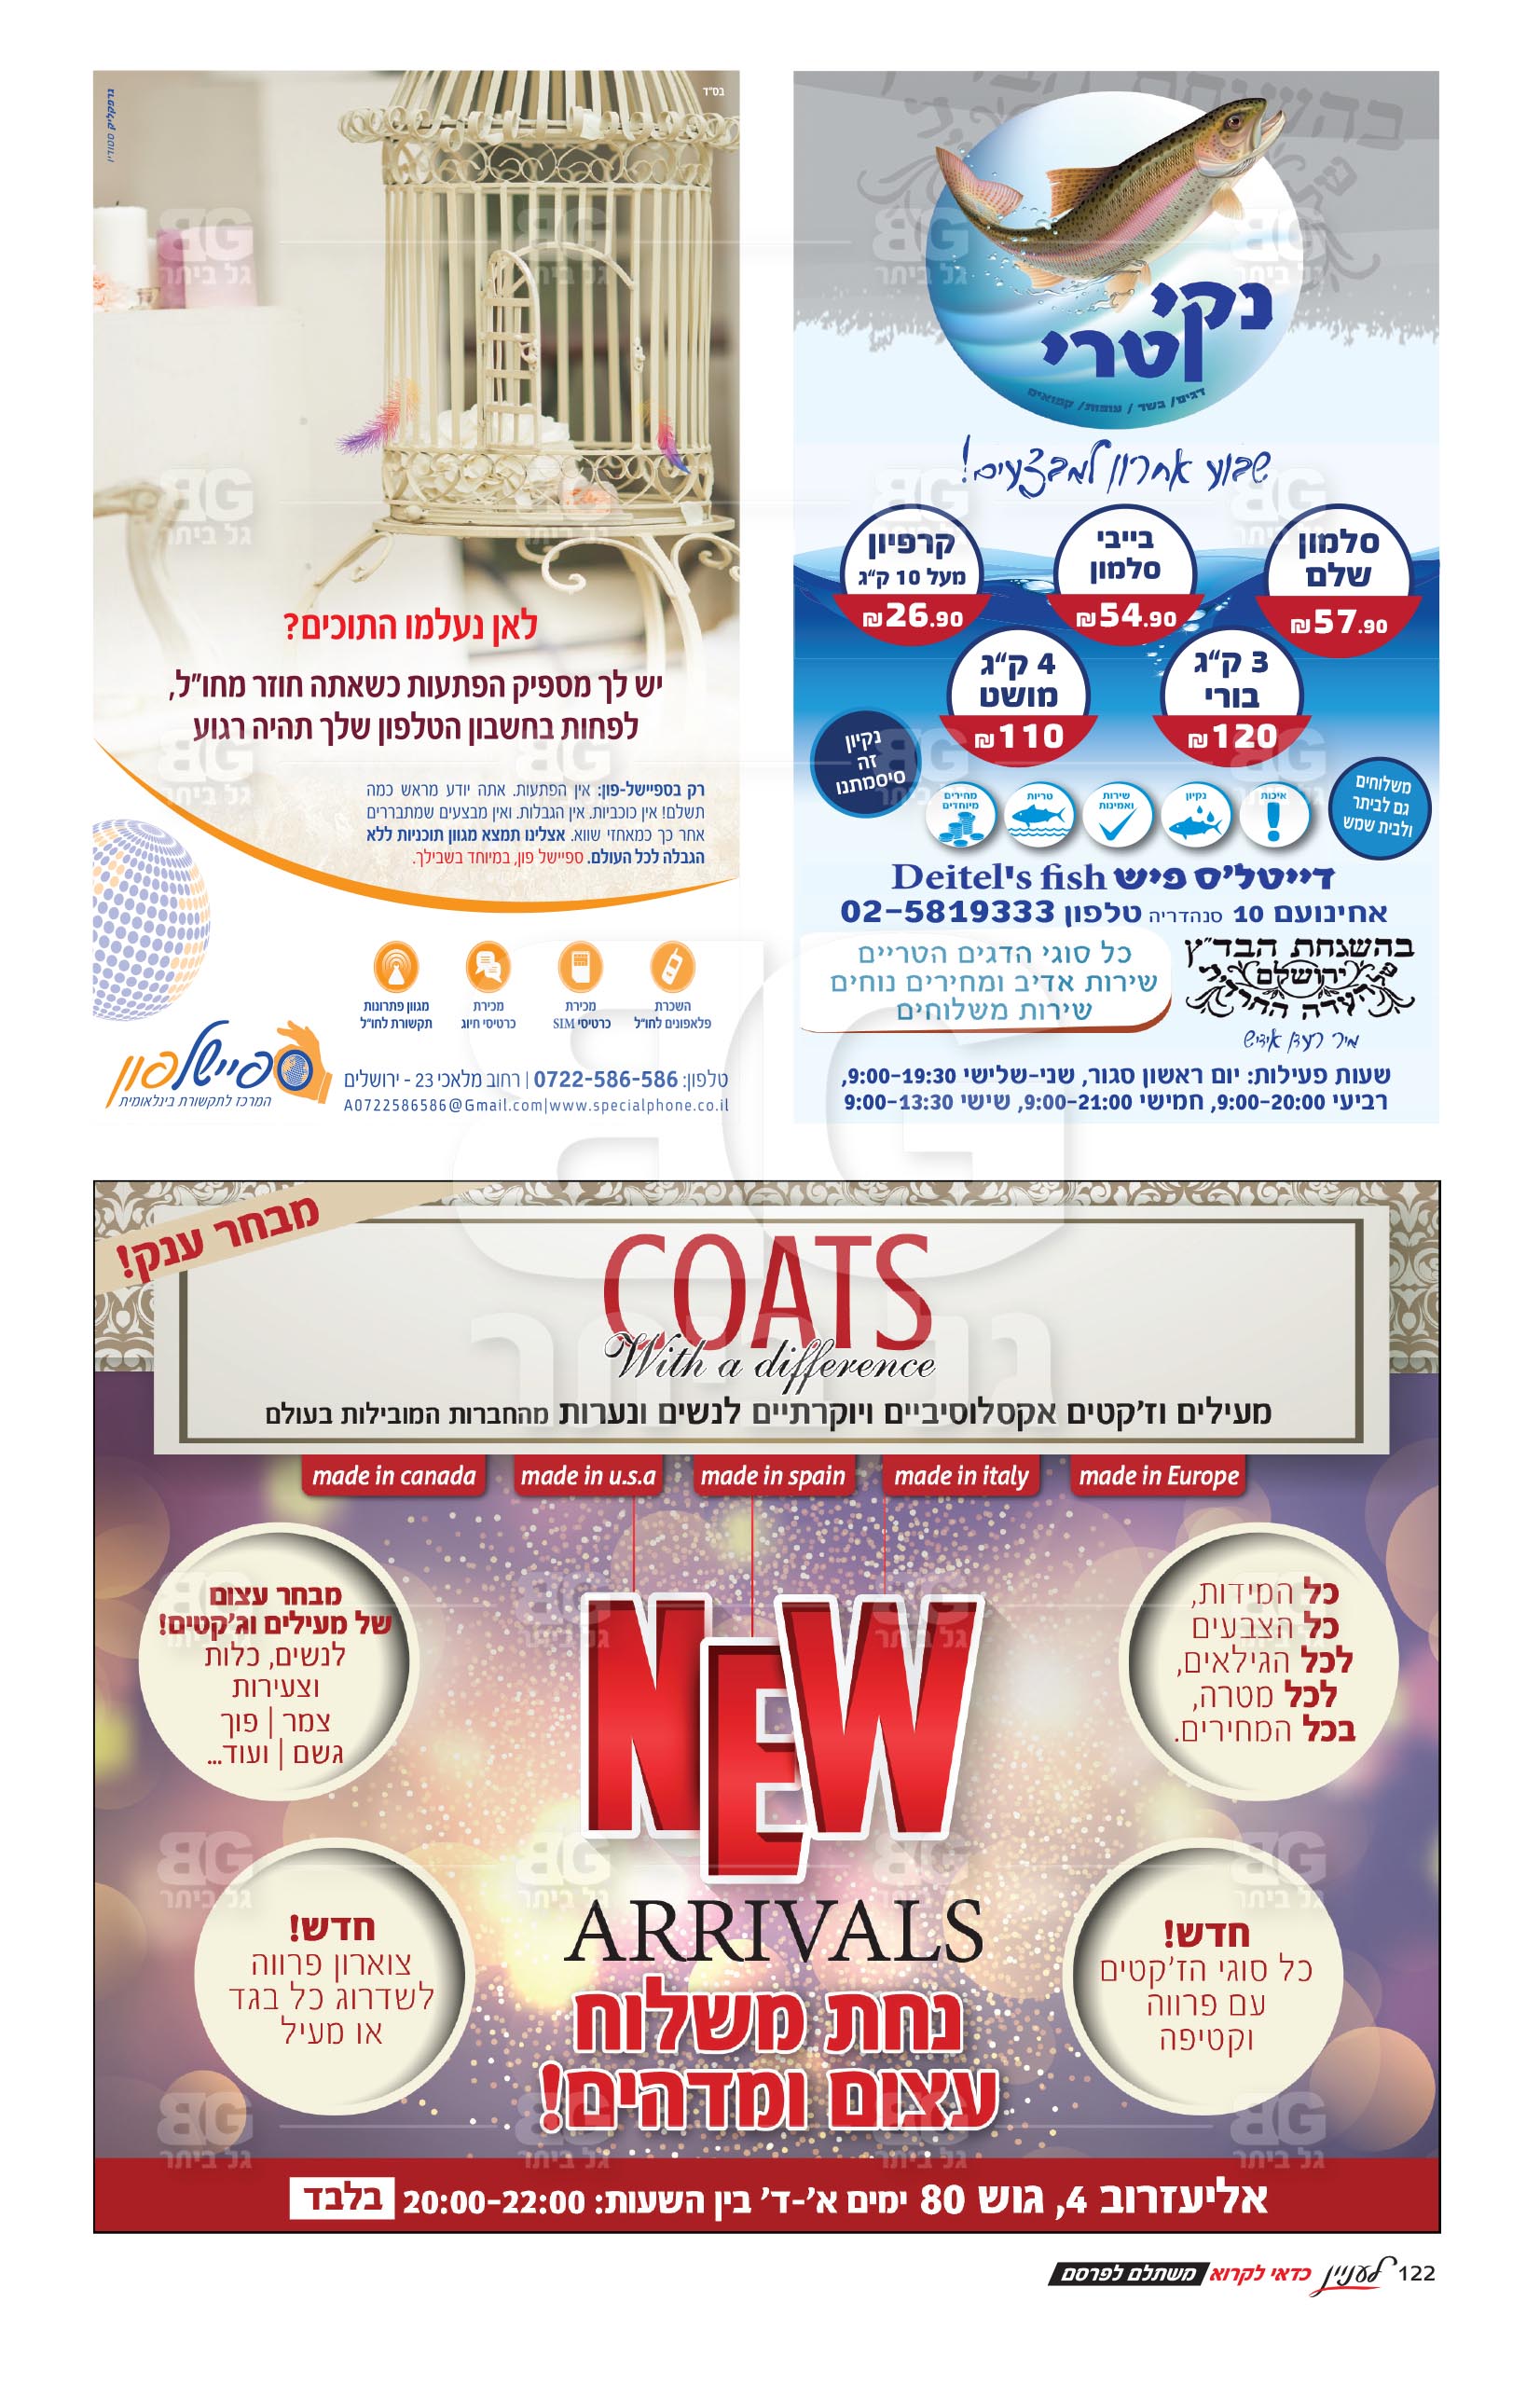 בס"ד
גרפקליק סטודיו
נקי
וטרי
דגים/ בשר / עופות/ קפואים
שבוע אחרון למבצעים!
סלמון
שלם
57.90 ₪
בייבי
סלמון
54.90 ₪
קרפיון
מעל 10 ק"ג
26.90 ₪
3 ק"ג
בורי
120 ₪
4 ק"ג
מושט
110 ₪
נקיון
זה
סיסמתנו
משלוחים
גם לביתר
ולבית שמש
איכות
נקיון
שירות
ואמינות
טריות
מחירים
מיוחדים
דייטל'ס פיש Deitel's fish
אחינועם 10 סנהדריה טלפון 02-5819333
בהשגחת הבד"ץ
ירושלים
כל סוגי הדגים הטריים
שירות אדיב ומחירים נוחים
שירות משלוחים
מיר רעדן אידיש
שעות פעילות: יום ראשון סגור, שני-שלישי 9:00-19:30,
רביעי 9:00-20:00, חמישי 9:00-21:00, שישי 9:00-13:30
לאן נעלמו התוכים?
יש לך מספיק הפתעות כשאתה חוזר מחו"ל,
לפחות בחשבון הטלפון שלך תהיה רגוע
רק בספיישל-פון: אין הפתעות. אתה יודע מראש כמה
תשלם! אין כוכביות. אין הגבלות. ואין מבצעים שמתבררים
אחר כך כמאחזי שווא. אצלינו תמצא מגוון תוכניות ללא
הגבלה לכל העולם. ספיישל פון, במיוחד בשבילך.
השכרת
פלאפונים לחו"ל
מכירת
כרטיסי SIM
מכירת
כרטיסי חיוג
מגוון פתרונות
תקשורת לחו"ל
ספיישלפון
המרכז לתקשורת בינלאומית
טלפון: 0722-586-586 | רחוב מלאכי 23 - ירושלים
A0722586586@Gmail.com|www.specialphone.co.il
מבחר ענק!
COATS
With a difference
מעילים וז'קטים אקסלוסיביים ויוקרתיים לנשים ונערות מהחברות המובילות בעולם
made in canada
made in u.s.a
made in spain
made in italy
made in Europe
כל המידות,
כל הצבעים
לכל הגילאים,
לכל מטרה,
בכל המחירים.
מבחר עצום
של מעילים וג'קטים!
לנשים, כלות
וצעירות
צמר | פוך
גשם | ועוד...
NEW
ARRIVALS
נחת משלוח
עצום ומדהים!
חדש!
כל סוגי הז'קטים
עם פרווה
וקטיפה
חדש!
צוארון פרווה
לשדרוג כל בגד
או מעיל
אליעזרוב 4, גוש 80 ימים א'-ד' בין השעות: 20:00-22:00 בלבד
122 לעניין כדאי לקרוא משתלם לפרסם
BG
גל ביתר